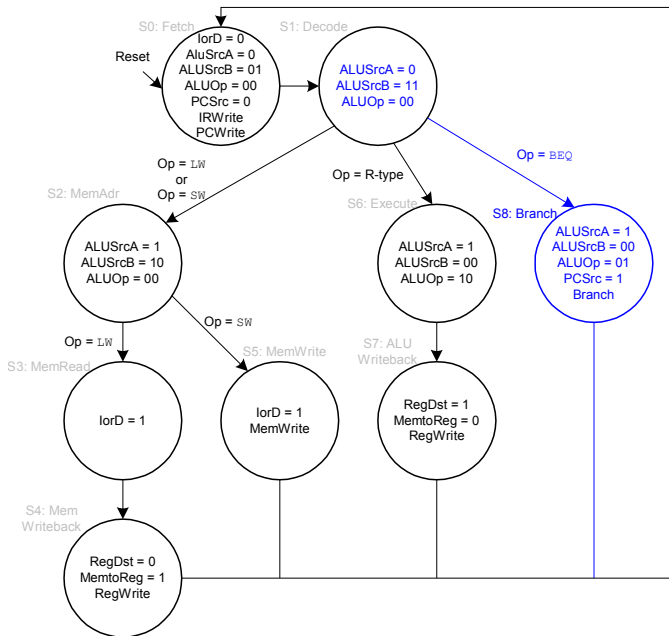 S0: Fetch
S1: Decode
Reset
IorD = 0
AluSrcA = 0
ALUSrcB = 01
ALUOp = 00
PCSrc = 0
IRWrite
PCWrite
ALUSrcA = 0
ALUSrcB = 11
ALUOp = 00
Op = LW
or
Op = SW
Op = R-type
Op = BEQ
S2: MemAdr
S6: Execute
S8: Branch
ALUSrcA = 1
ALUSrcB = 10
ALUOp = 00
ALUSrcA = 1
ALUSrcB = 00
ALUOp = 10
ALUSrcA = 1
ALUSrcB = 00
ALUOp = 01
PCSrc = 1
Branch
Op = LW
Op = SW
S3: MemRead
S5: MemWrite
S7: ALU
Writeback
IorD = 1
IorD = 1
MemWrite
RegDst = 1
MemtoReg = 0
RegWrite
S4: Mem
Writeback
RegDst = 0
MemtoReg = 1
RegWrite